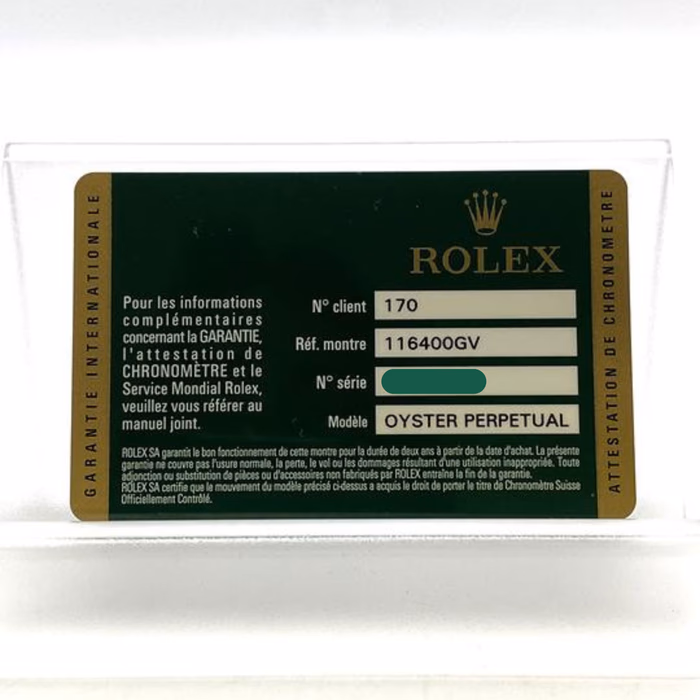 GARANTIE INTERNATIONALE
ROLEX
Pour les informations
complémentaires
concernant la GARANTIE,
l'attestation de
CHRONOMÈTRE et le
Service Mondial Rolex,
veuillez vous référer au
manuel joint.
N° client 170
Réf. montre 116400GV
N° série
Modèle OYSTER PERPETUAL
ROLEX SA garantit le bon fonctionnement de cette montre pour la durée de deux ans à partir de la date d'achat. La présente
garantie ne couvre pas l'usure normale, la perte, le vol ou les dommages résultant d'une utilisation inappropriée. Toute
adjonction ou substitution de pièces ou d'accessoires non fabriqués par ROLEX entraîne la fin de la garantie.
ROLEX SA certifie que le mouvement du modèle précisé ci-dessus a acquis le droit de porter le titre de Chronomètre Suisse
Officiellement Contrôlé.
ATTESTATION DE CHRONOMETRE